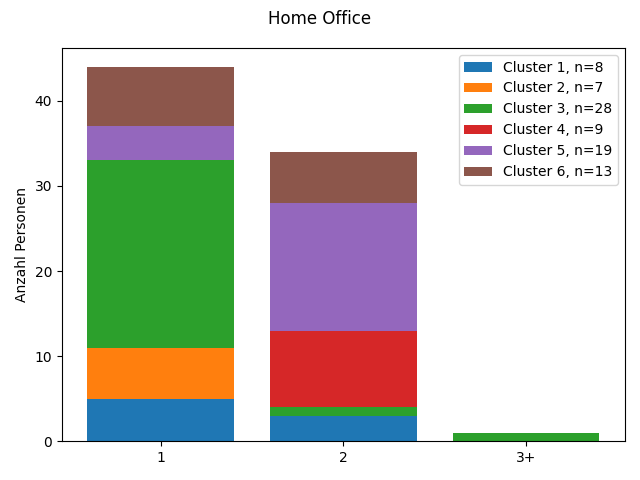 Home Office
Cluster 1, n=8
Cluster 2, n=7
Cluster 3, n=28
Cluster 4, n=9
Cluster 5, n=19
Cluster 6, n=13
Anzahl Personen
40
30
20
10
0
1 2 3+